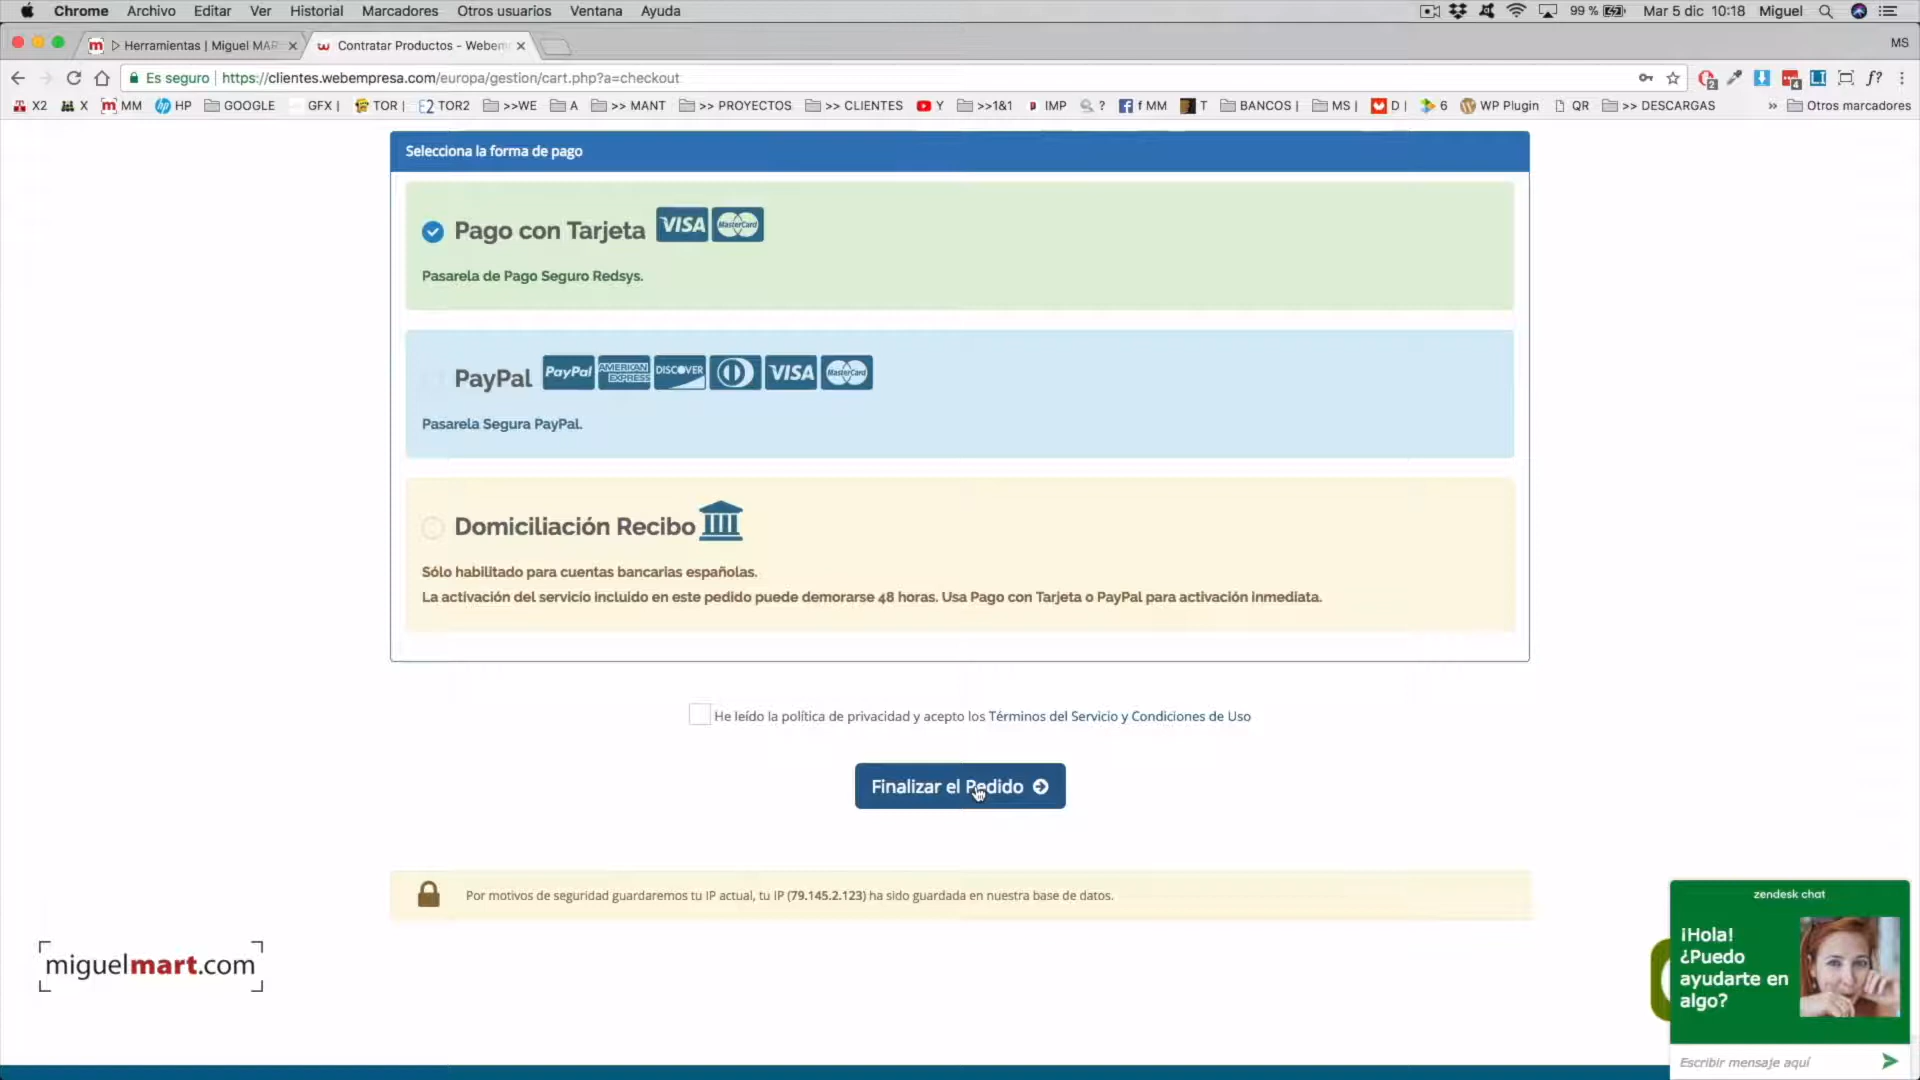 Chrome Archivo Editar Ver Historial Marcadores Otros usuarios Ventana Ayuda 99 % Mar 5 dic 10:18 Miguel
Herramientas | Miguel MAR Contratar Productos - Webem MS
Es seguro https://clientes.webempresa.com/europa/gestion/cart.php?a=checkout
X2 X MM HP GOOGLE GFX | TOR | TOR2 >>WE A >> MANT >> PROYECTOS >> CLIENTES Y >>1&1 IMP ? f MM T BANCOS | MS | D | 6 WP Plugin QR >> DESCARGAS » Otros marcadores
Selecciona la forma de pago
Pago con Tarjeta VISA MasterCard
Pasarela de Pago Seguro Redsys.
PayPal PayPal AMERICAN EXPRESS DISCOVER VISA MasterCard
Pasarela Segura PayPal.
Domiciliación Recibo
Sólo habilitado para cuentas bancarias españolas.
La activación del servicio incluido en este pedido puede demorarse 48 horas. Usa Pago con Tarjeta o PayPal para activación inmediata.
He leído la política de privacidad y acepto los Términos del Servicio y Condiciones de Uso
Finalizar el Pedido
Por motivos de seguridad guardaremos tu IP actual, tu IP (79.145.2.123) ha sido guardada en nuestra base de datos.
miguelmart.com
zendesk chat
¡Hola!
¿Puedo
ayudarte en
algo?
Escribir mensaje aquí